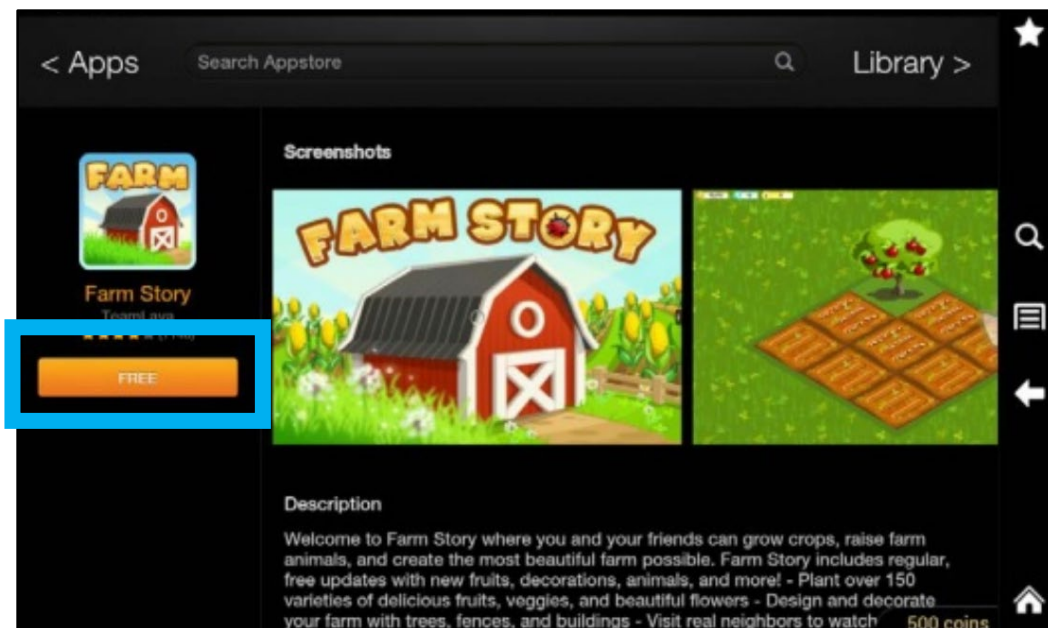 < Apps
Search Appstore
Library >
Screenshots
FARM
FARM STORY
Farm Story
TeamLava
FREE
Description
Welcome to Farm Story where you and your friends can grow crops, raise farm
animals, and create the most beautiful farm possible. Farm Story includes regular,
free updates with new fruits, decorations, animals, and more! - Plant over 150
varieties of delicious fruits, veggies, and beautiful flowers - Design and decorate
your farm with trees, fences, and buildings - Visit real neighbors to watch
500 coins